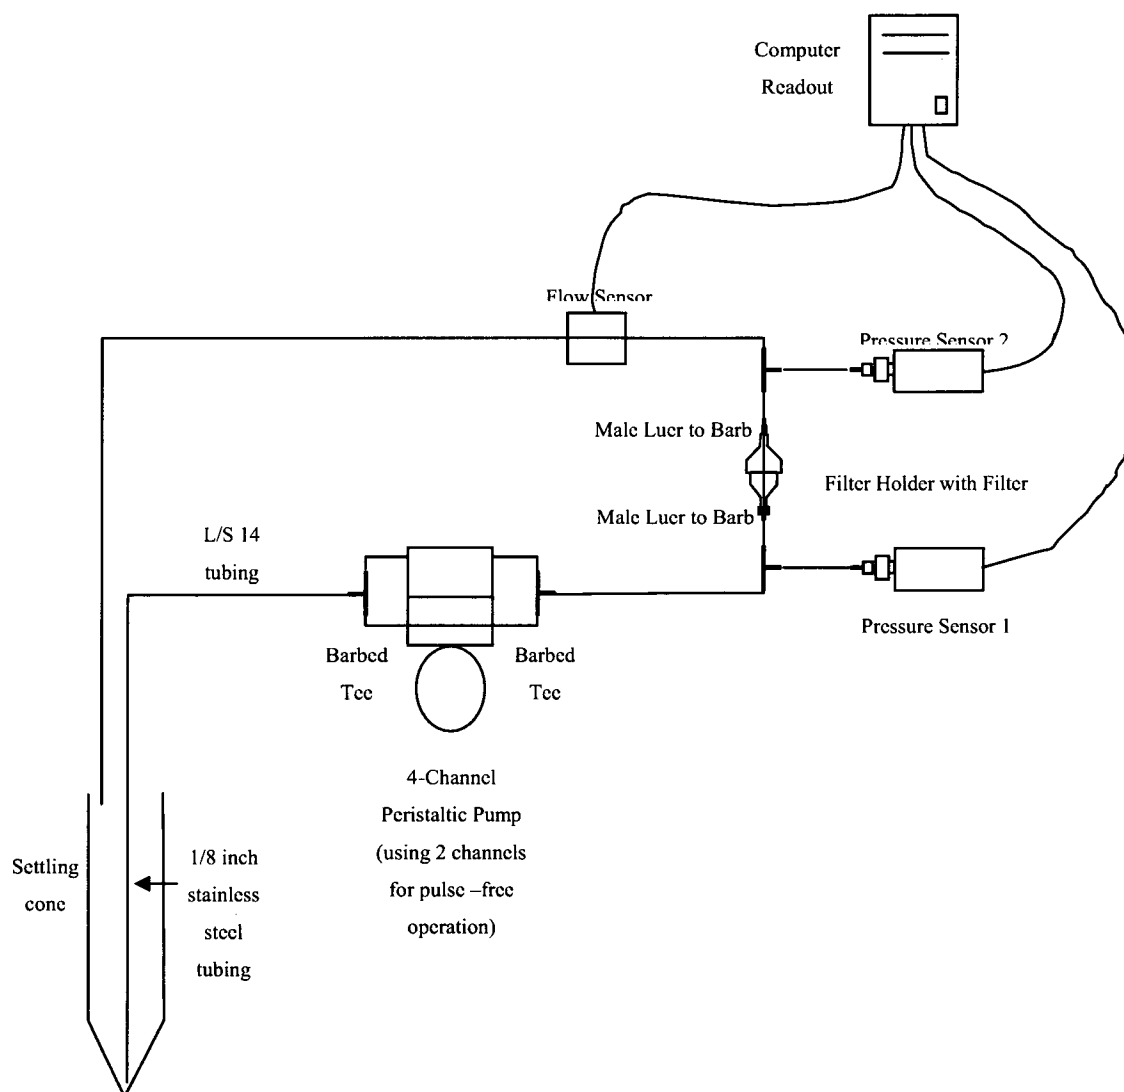 Computer
Readout
Flow Sensor
Pressure Sensor 2
Male Luer to Barb
Filter Holder with Filter
Male Luer to Barb
L/S 14
tubing
Pressure Sensor 1
Barbed
Tee
Barbed
Tee
4-Channel
Peristaltic Pump
(using 2 channels
for pulse –free
operation)
Settling
cone
1/8 inch
stainless
steel
tubing